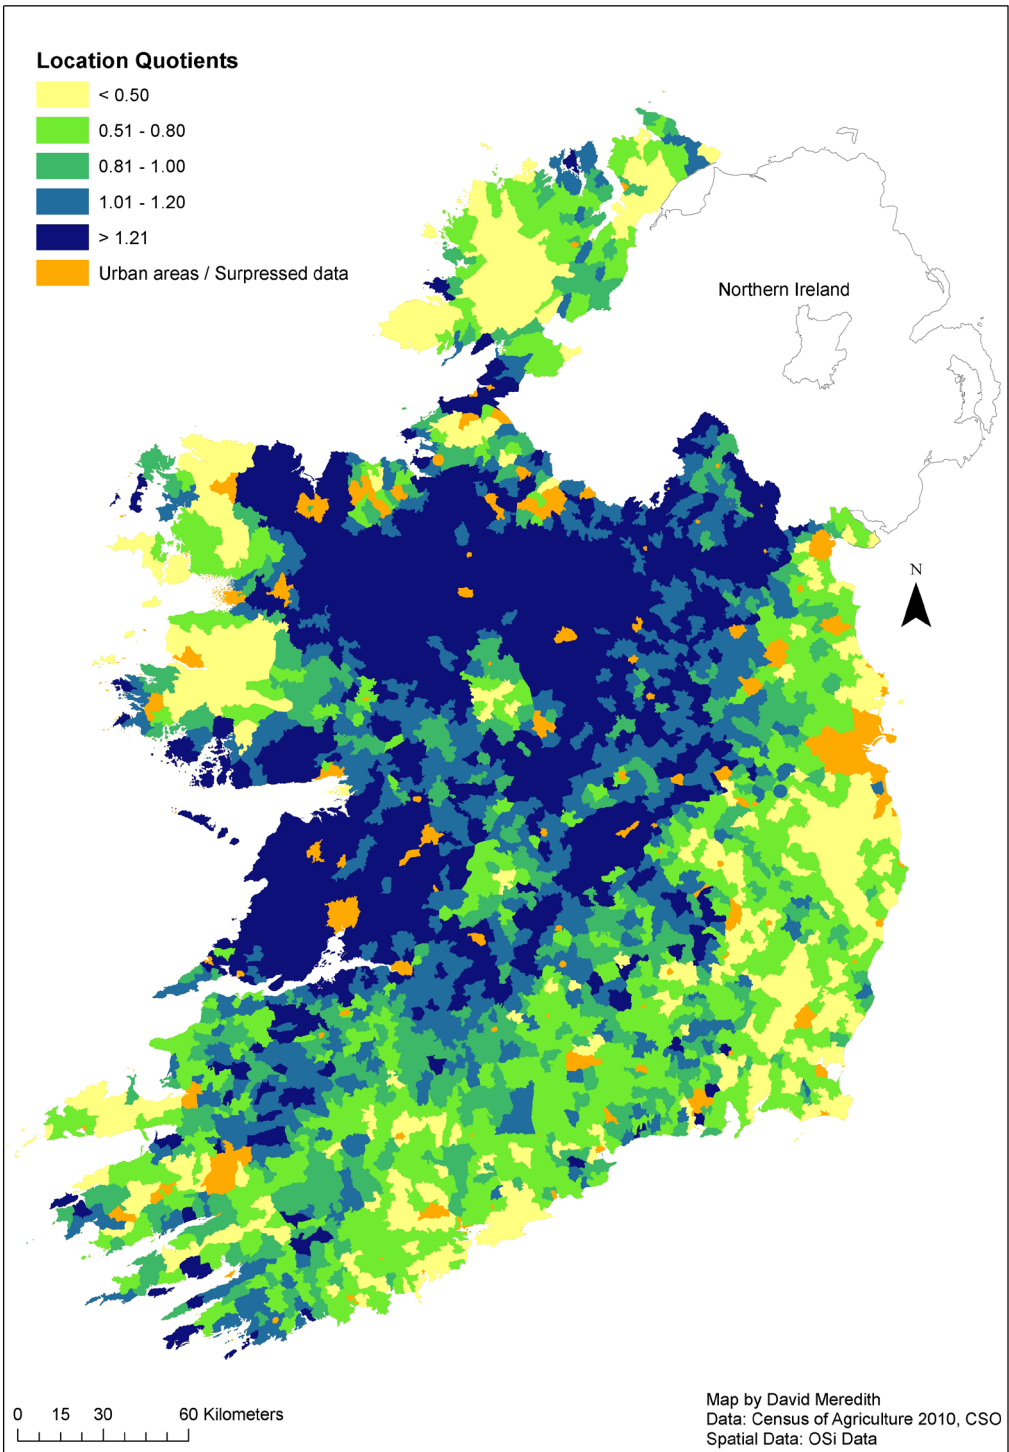 Location Quotients
< 0.50
0.51 - 0.80
0.81 - 1.00
1.01 - 1.20
> 1.21
Urban areas / Surpressed data
Northern Ireland
N
0 15 30 60 Kilometers
Map by David Meredith
Data: Census of Agriculture 2010, CSO
Spatial Data: OSi Data